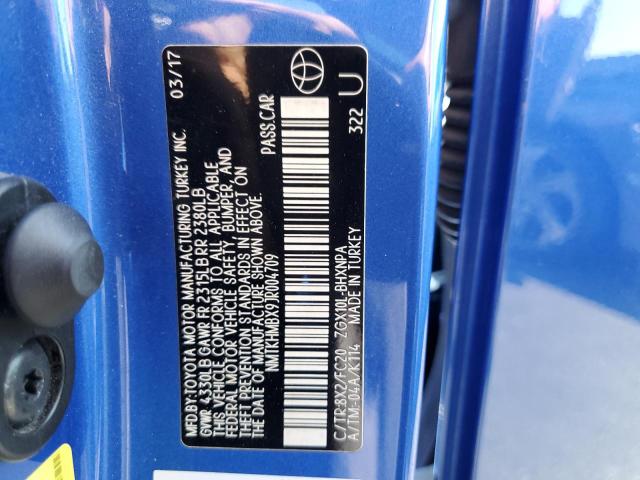 MFD.BY:TOYOTA MOTOR MANUFACTURING TURKEY INC. 03/17
GVWR 4330LB GAWR FR 2315LB RR 2380LB
THIS VEHICLE CONFORMS TO ALL APPLICABLE
FEDERAL MOTOR VEHICLE SAFETY, BUMPER, AND
THEFT PREVENTION STANDARDS IN EFFECT ON
THE DATE OF MANUFACTURE SHOWN ABOVE.
NMTKHMBX9JR004709 PASS.CAR
C/TR:8X2/FC20 ZGX10L-BHXNPA 322 U
A/TM-04A/K114 MADE IN TURKEY